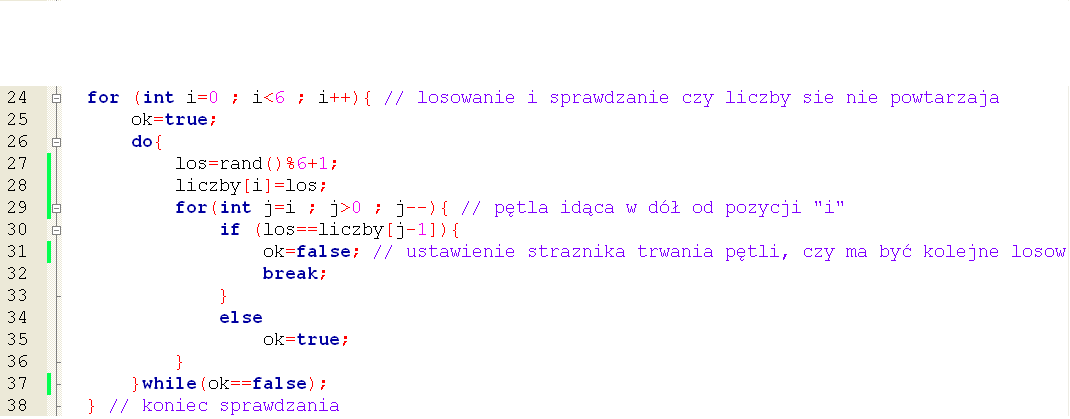 24 for (int i=0 ; i<6 ; i++){ // losowanie i sprawdzanie czy liczby sie nie powtarzaja
25 ok=true;
26 do{
27 los=rand()%6+1;
28 liczby[i]=los;
29 for(int j=i ; j>0 ; j--){ // pętla idąca w dół od pozycji "i"
30 if (los==liczby[j-1]){
31 ok=false; // ustawienie straznika trwania pętli, czy ma być kolejne losow
32 break;
33 }
34 else
35 ok=true;
36 }
37 }while(ok==false);
38 } // koniec sprawdzania